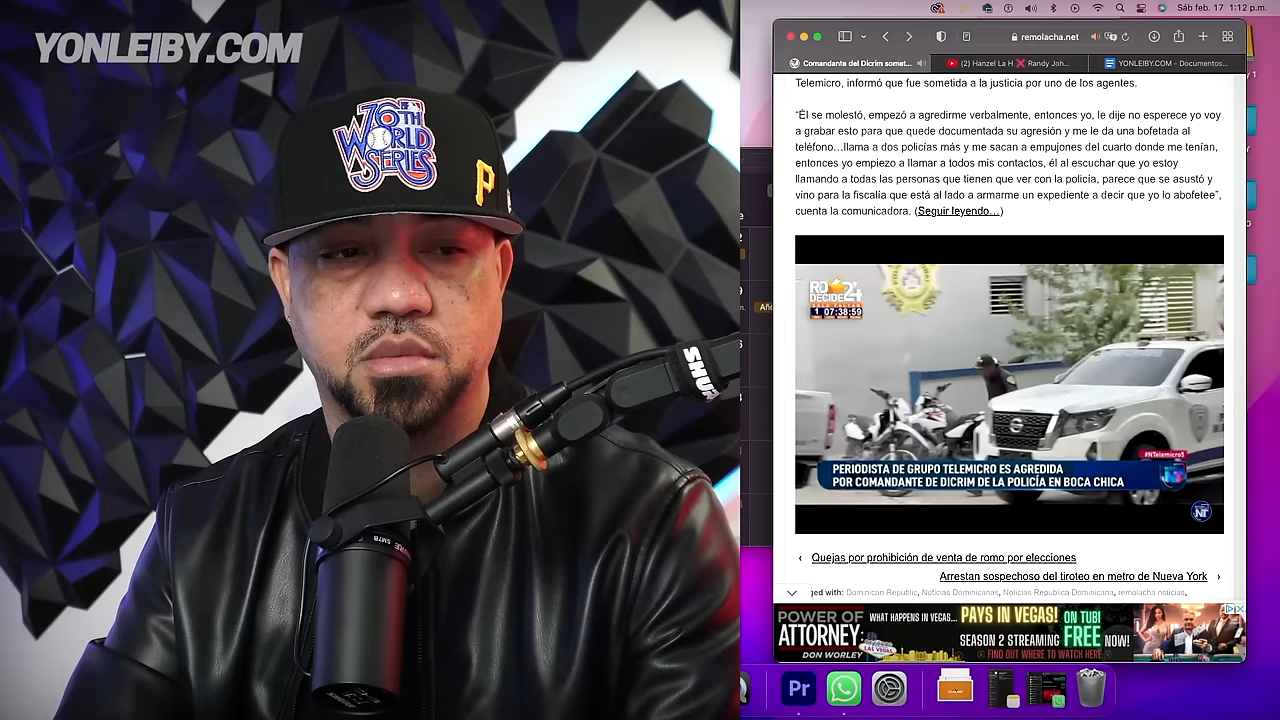 YONLEIBY.COM
76TH
WORLD
SERIES
P
SHU
SM7B
Sáb feb. 17 1:12 p.m.
remolacha.net
Comandante del Dicrim somet...
(2) Hanzel La H ❌ Randy Joh...
YONLEIBY.COM - Documentos...
Telemicro, informó que fue sometida a la justicia por uno de los agentes.
“Él se molestó, empezó a agredirme verbalmente, entonces yo, le dije no esperece yo voy
a grabar esto para que quede documentada su agresión y me le da una bofetada al
teléfono…llama a dos policías más y me sacan a empujones del cuarto donde me tenían,
entonces yo empiezo a llamar a todos mis contactos, él al escuchar que yo estoy
llamando a todas las personas que tienen que ver con la policía, parece que se asustó y
vino para la fiscalía que está al lado a armarme un expediente a decir que yo lo abofetee”,
cuenta la comunicadora. (Seguir leyendo…)
RD
DECIDE 24
SOLO FALTAN
1 07:38:59
#NTelemicro5
PERIODISTA DE GRUPO TELEMICRO ES AGREDIDA
POR COMANDANTE DE DICRIM DE LA POLICÍA EN BOCA CHICA
NT
‹ Quejas por prohibición de venta de romo por elecciones
Arrestan sospechoso del tiroteo en metro de Nueva York ›
ged with: Dominican Republic, Noticias Dominicanas, Noticias Republica Dominicana, remolacha noticias,
POWER OF
ATTORNEY:
DON WORLEY
WHAT HAPPENS IN VEGAS...
LAS VEGAS
PAYS IN VEGAS!
SEASON 2 STREAMING
ON TUBI
FREE NOW!
FIND OUT WHERE TO WATCH HERE
Pr